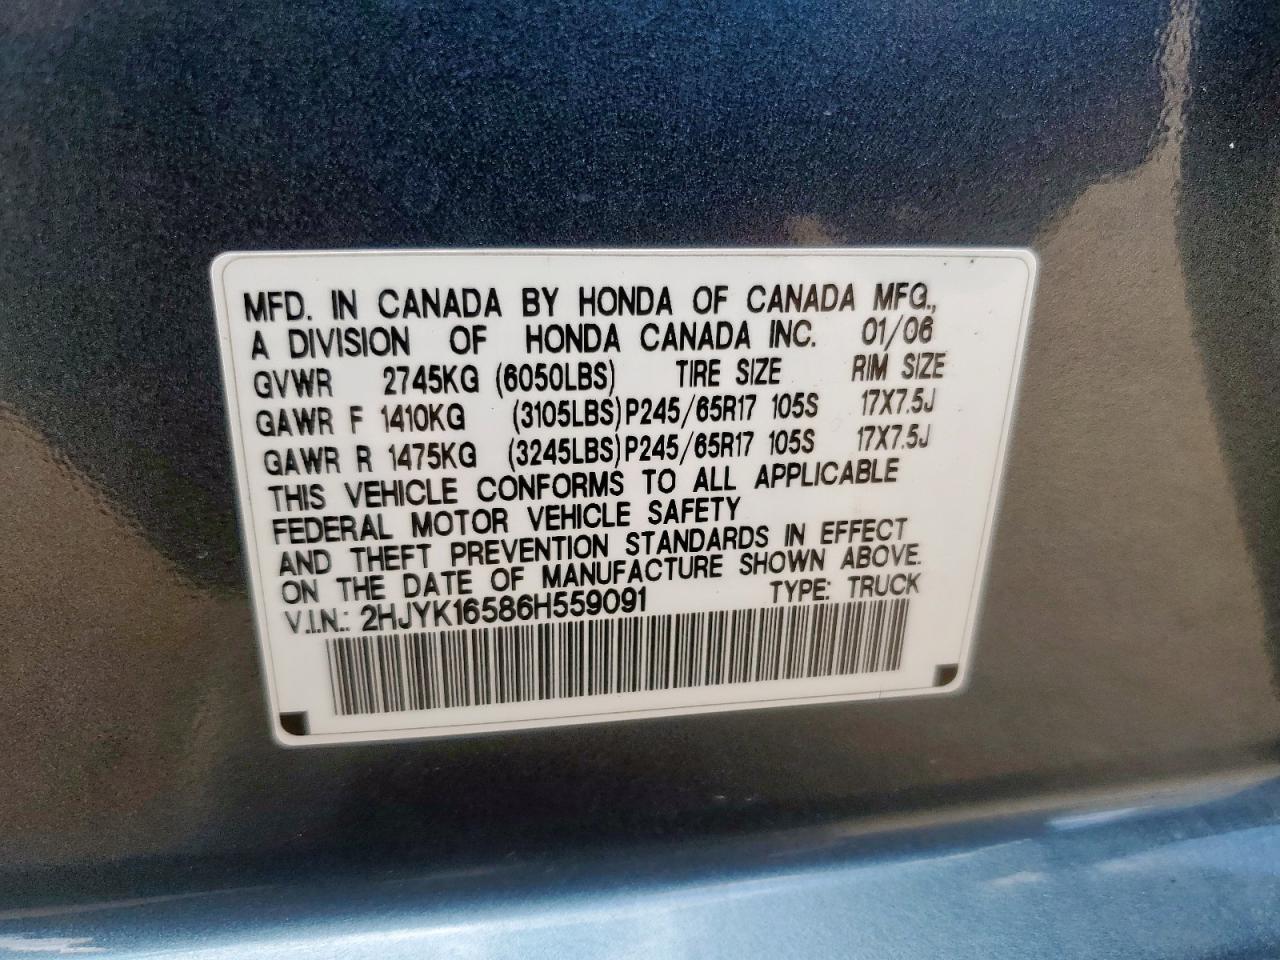 MFD. IN CANADA BY HONDA OF CANADA MFG.,
A DIVISION OF HONDA CANADA INC. 01/06
GVWR 2745KG (6050LBS) TIRE SIZE RIM SIZE
GAWR F 1410KG (3105LBS) P245/65R17 105S 17X7.5J
GAWR R 1475KG (3245LBS) P245/65R17 105S 17X7.5J
THIS VEHICLE CONFORMS TO ALL APPLICABLE
FEDERAL MOTOR VEHICLE SAFETY
AND THEFT PREVENTION STANDARDS IN EFFECT
ON THE DATE OF MANUFACTURE SHOWN ABOVE.
V.I.N.: 2HJYK16586H559091 TYPE: TRUCK